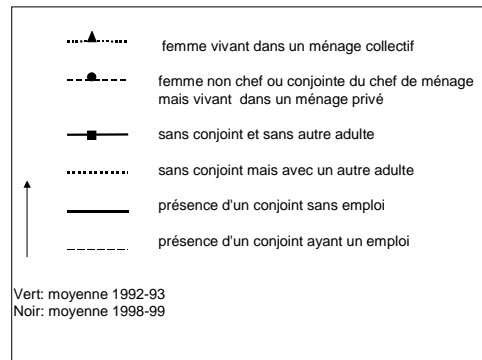 femme vivant dans un ménage collectif
femme non chef ou conjointe du chef de ménage
mais vivant dans un ménage privé
sans conjoint et sans autre adulte
sans conjoint mais avec un autre adulte
présence d'un conjoint sans emploi
présence d'un conjoint ayant un emploi
Vert: moyenne 1992-93
Noir: moyenne 1998-99